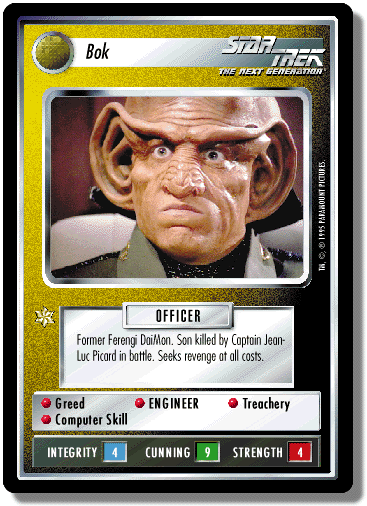 Bok
STAR TREK
THE NEXT GENERATION
TM, ©, ® 1995 PARAMOUNT PICTURES.
OFFICER
Former Ferengi DaiMon. Son killed by Captain Jean-
Luc Picard in battle. Seeks revenge at all costs.
Greed ENGINEER Treachery
Computer Skill
INTEGRITY 4 CUNNING 9 STRENGTH 4